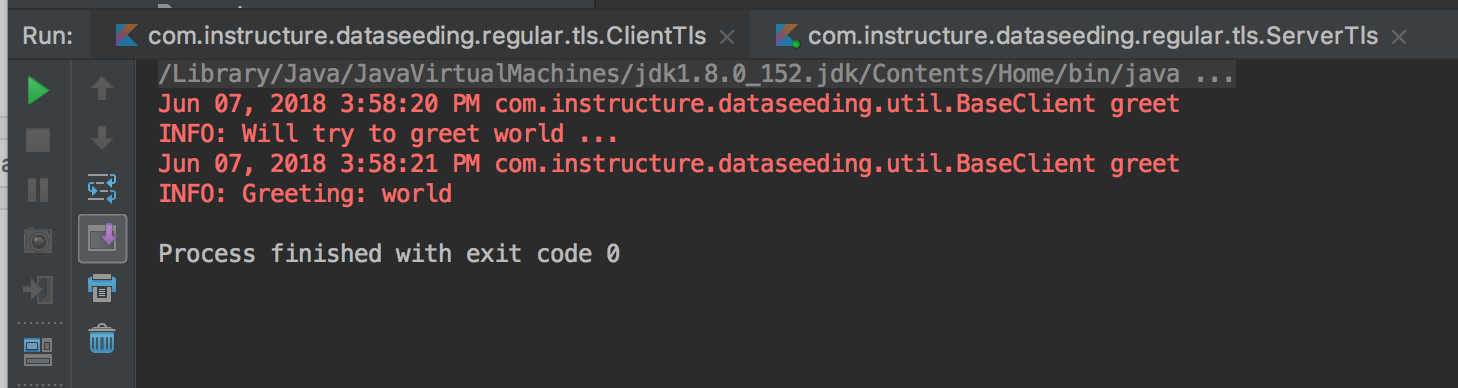 Run: com.instructure.dataseeding.regular.tls.ClientTls × com.instructure.dataseeding.regular.tls.ServerTls ×
/Library/Java/JavaVirtualMachines/jdk1.8.0_152.jdk/Contents/Home/bin/java ...
Jun 07, 2018 3:58:20 PM com.instructure.dataseeding.util.BaseClient greet
INFO: Will try to greet world ...
Jun 07, 2018 3:58:21 PM com.instructure.dataseeding.util.BaseClient greet
INFO: Greeting: world
Process finished with exit code 0